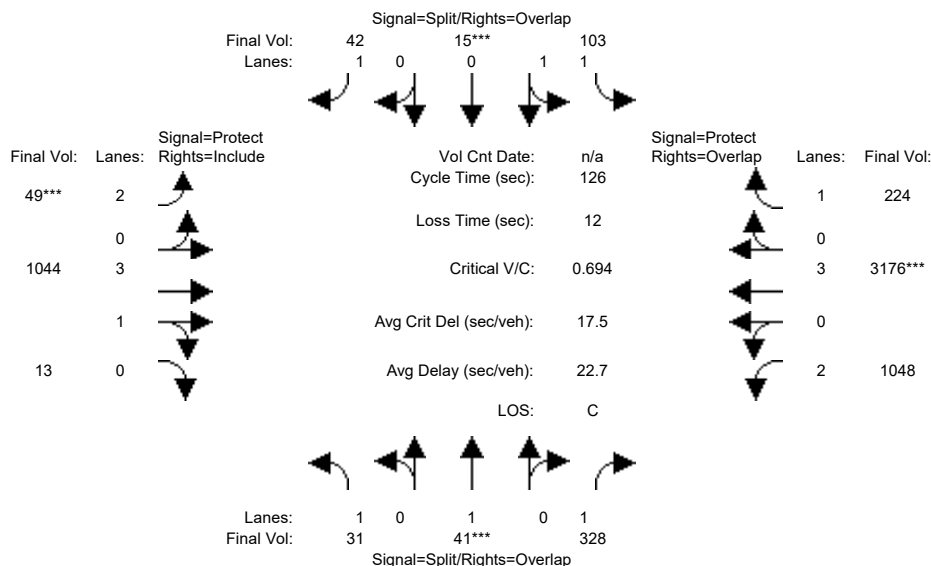 Signal=Split/Rights=Overlap
Final Vol: 42 15*** 103
Lanes: 1 0 0 1 1
Signal=Protect Signal=Protect
Final Vol: Lanes: Rights=Include Vol Cnt Date: n/a Rights=Overlap Lanes: Final Vol:
Cycle Time (sec): 126
49*** 2 1 224
Loss Time (sec): 12
0 0
1044 3 Critical V/C: 0.694 3 3176***
1 Avg Crit Del (sec/veh): 17.5 0
13 0 Avg Delay (sec/veh): 22.7 2 1048
LOS: C
Lanes: 1 0 1 0 1
Final Vol: 31 41*** 328
Signal=Split/Rights=Overlap